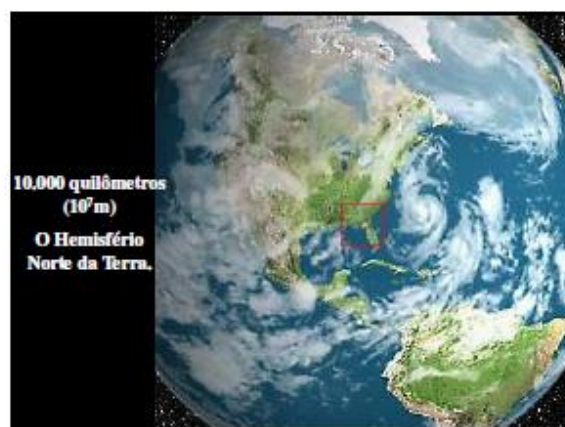 10,000 quilômetros
(10⁷m)
O Hemisfério
Norte da Terra.